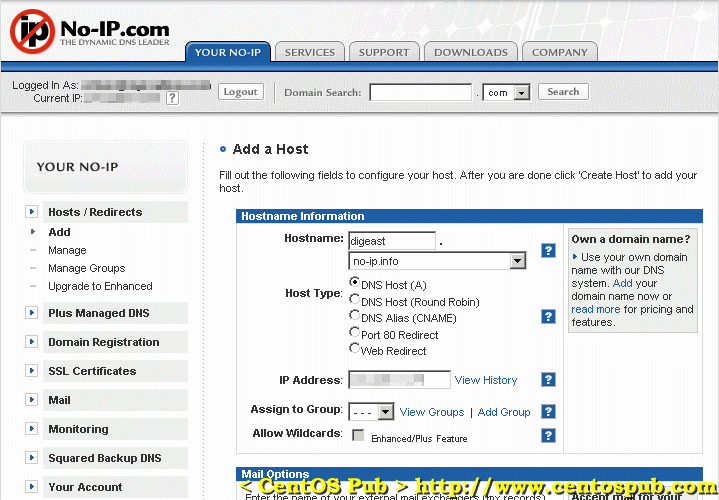 No-IP.com
THE DYNAMIC DNS LEADER
YOUR NO-IP
SERVICES
SUPPORT
DOWNLOADS
COMPANY
Logged In As:
Logout
Domain Search:
.
com
Search
Current IP:
?
YOUR NO-IP
Hosts / Redirects
Add
Manage
Manage Groups
Upgrade to Enhanced
Plus Managed DNS
Domain Registration
SSL Certificates
Mail
Monitoring
Squared Backup DNS
Your Account
Add a Host
Fill out the following fields to configure your host. After you are done click 'Create Host' to add your
host.
Hostname Information
Hostname:
digeast
.
no-ip.info
?
Host Type:
DNS Host (A)
DNS Host (Round Robin)
DNS Alias (CNAME)
?
Port 80 Redirect
Web Redirect
IP Address:
View History
?
Assign to Group:
- - -
View Groups | Add Group
?
Allow Wildcards:
Enhanced/Plus Feature
?
Own a domain name?
Use your own domain
name with our DNS
system. Add your
domain name now or
read more for pricing and
features.
Mail Options
Enter the name of your external mail exchangers (mx records)
Accept mail for your
< CentOS Pub > http://www.centospub.com